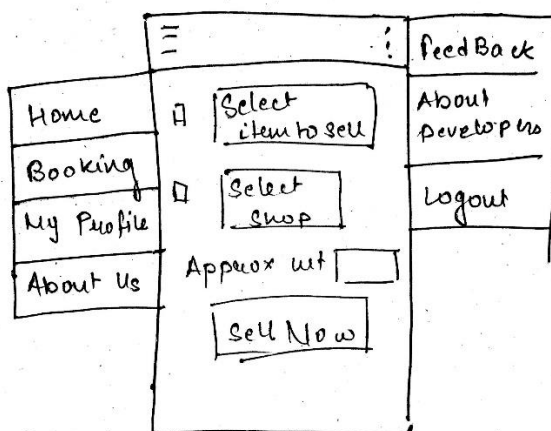 Home
Booking
My Profile
About Us
Select
item to sell
Select
shop
Approx wt
Sell Now
FeedBack
About
Developers
Logout